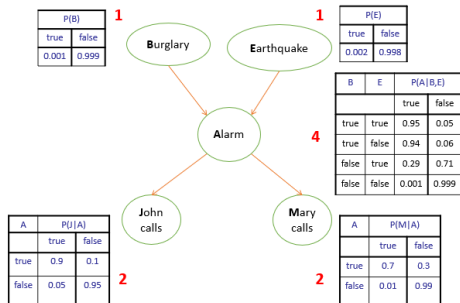 P(B)
true false
0.001 0.999
1
1
P(E)
true false
0.002 0.998
Burglary
Earthquake
B E P(A|B,E)
true false
true true 0.95 0.05
true true 0.94 0.06
false true 0.29 0.71
false false 0.001 0.999
4
Alarm
John
calls
Mary
calls
A P(J|A)
true false
true 0.9 0.1
false 0.05 0.95
2
2
A P(M|A)
true false
true 0.7 0.3
false 0.01 0.99